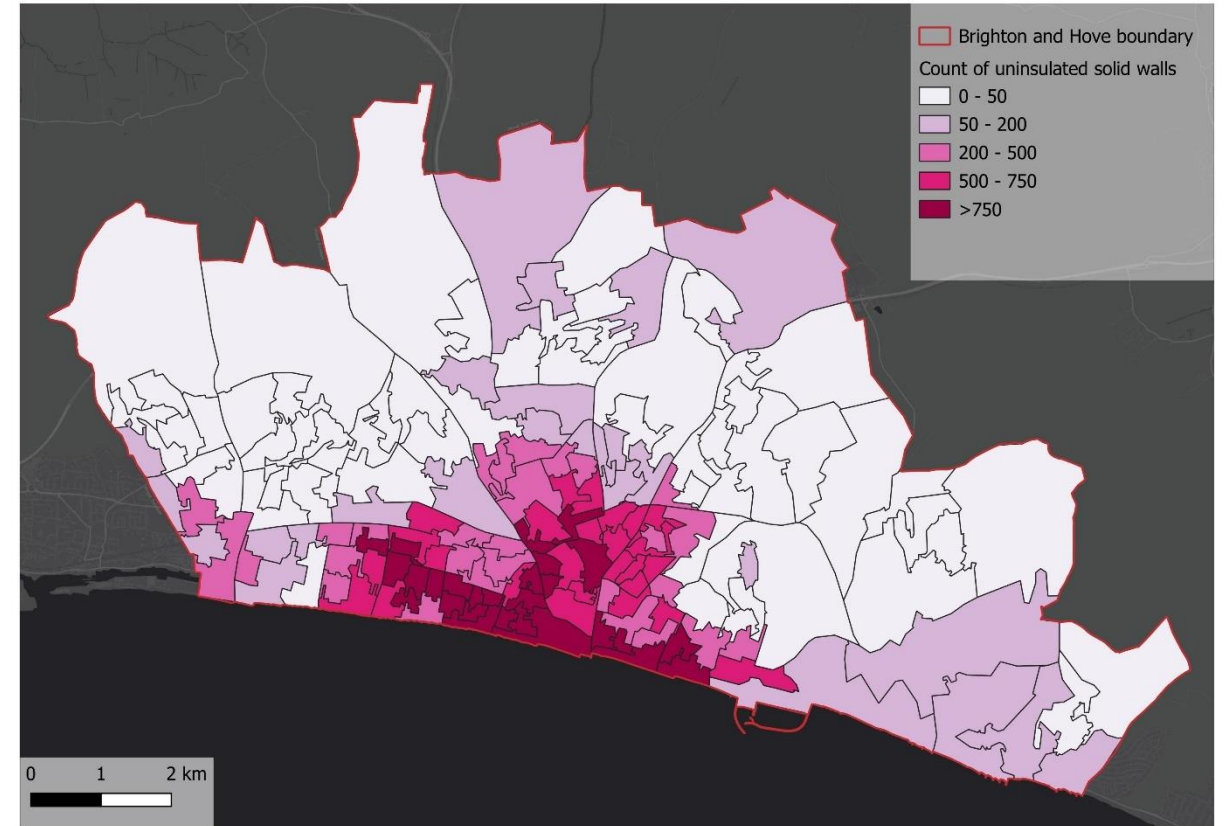 Brighton and Hove boundary
Count of uninsulated solid walls
0 - 50
50 - 200
200 - 500
500 - 750
>750
0 1 2 km